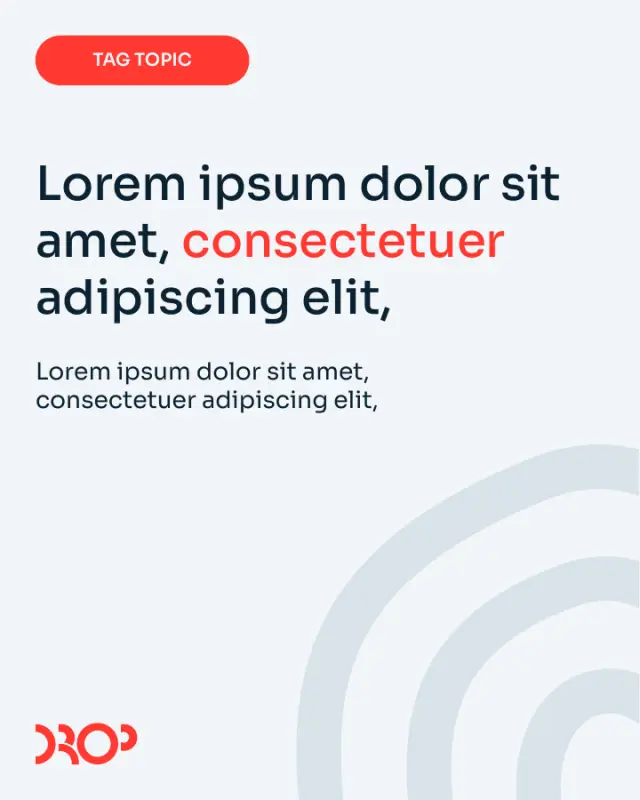 TAG TOPIC
Lorem ipsum dolor sit
amet, consectetuer
adipiscing elit,
Lorem ipsum dolor sit amet,
consectetuer adipiscing elit,
DROP